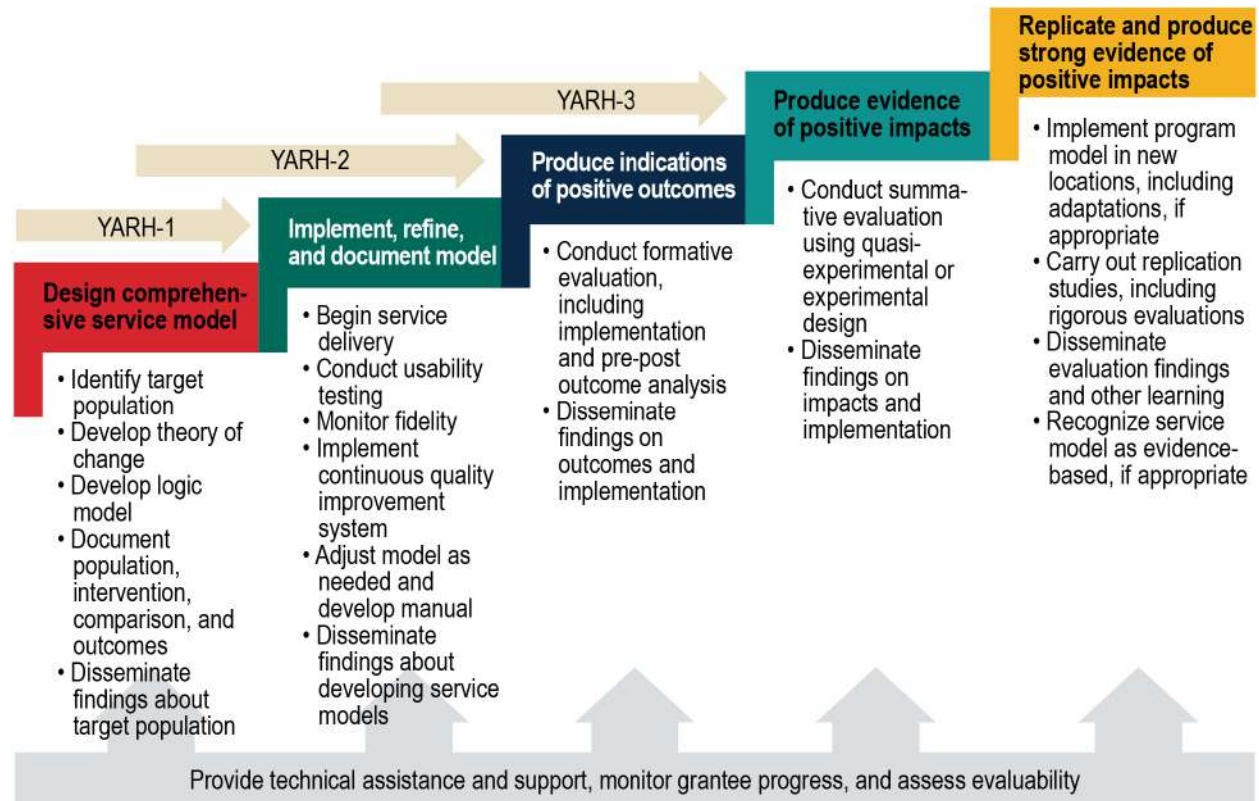 YARH-1
YARH-2
YARH-3
Design comprehen-
sive service model
• Identify target
population
• Develop theory of
change
• Develop logic
model
• Document
population,
intervention,
comparison, and
outcomes
• Disseminate
findings about
target population
Implement, refine,
and document model
• Begin service
delivery
• Conduct usability
testing
• Monitor fidelity
• Implement
continuous quality
improvement
system
• Adjust model as
needed and
develop manual
• Disseminate
findings about
developing service
models
Produce indications
of positive outcomes
• Conduct formative
evaluation,
including
implementation
and pre-post
outcome analysis
• Disseminate
findings on
outcomes and
implementation
Produce evidence
of positive impacts
• Conduct summa-
tive evaluation
using quasi-
experimental or
experimental
design
• Disseminate
findings on
impacts and
implementation
Replicate and produce
strong evidence of
positive impacts
• Implement program
model in new
locations, including
adaptations, if
appropriate
• Carry out replication
studies, including
rigorous evaluations
• Disseminate
evaluation findings
and other learning
• Recognize service
model as evidence-
based, if appropriate
Provide technical assistance and support, monitor grantee progress, and assess evaluability